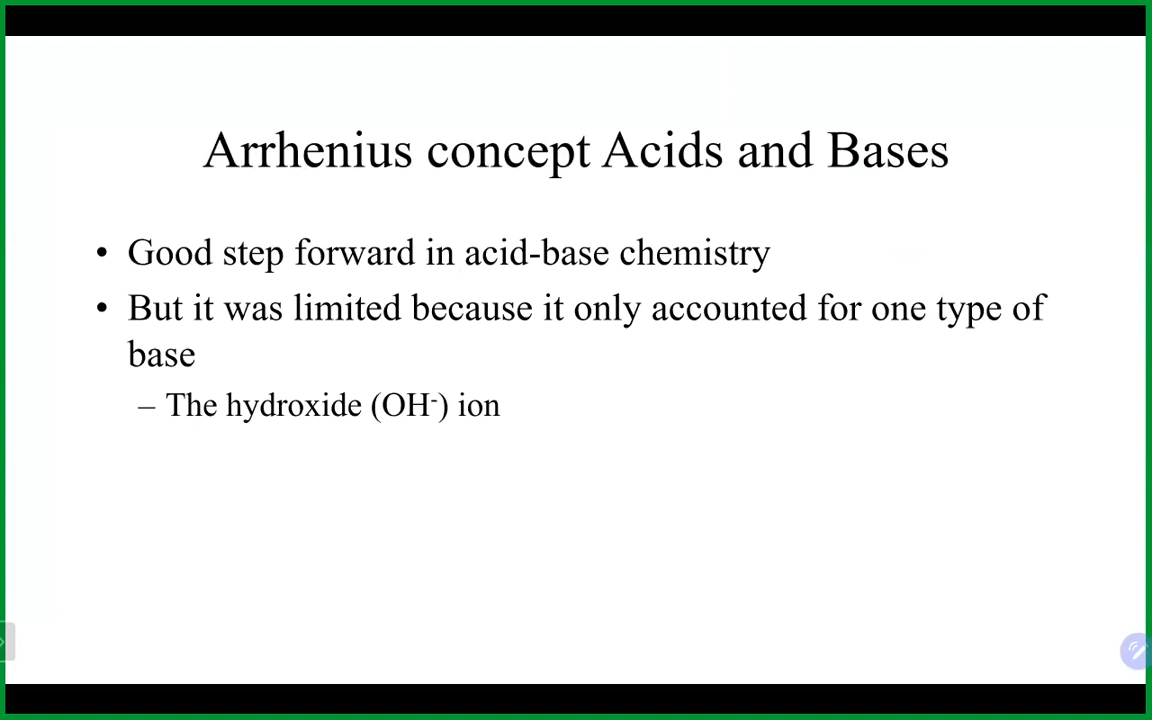 Arrhenius concept Acids and Bases
• Good step forward in acid-base chemistry
• But it was limited because it only accounted for one type of
base
– The hydroxide (OH⁻) ion